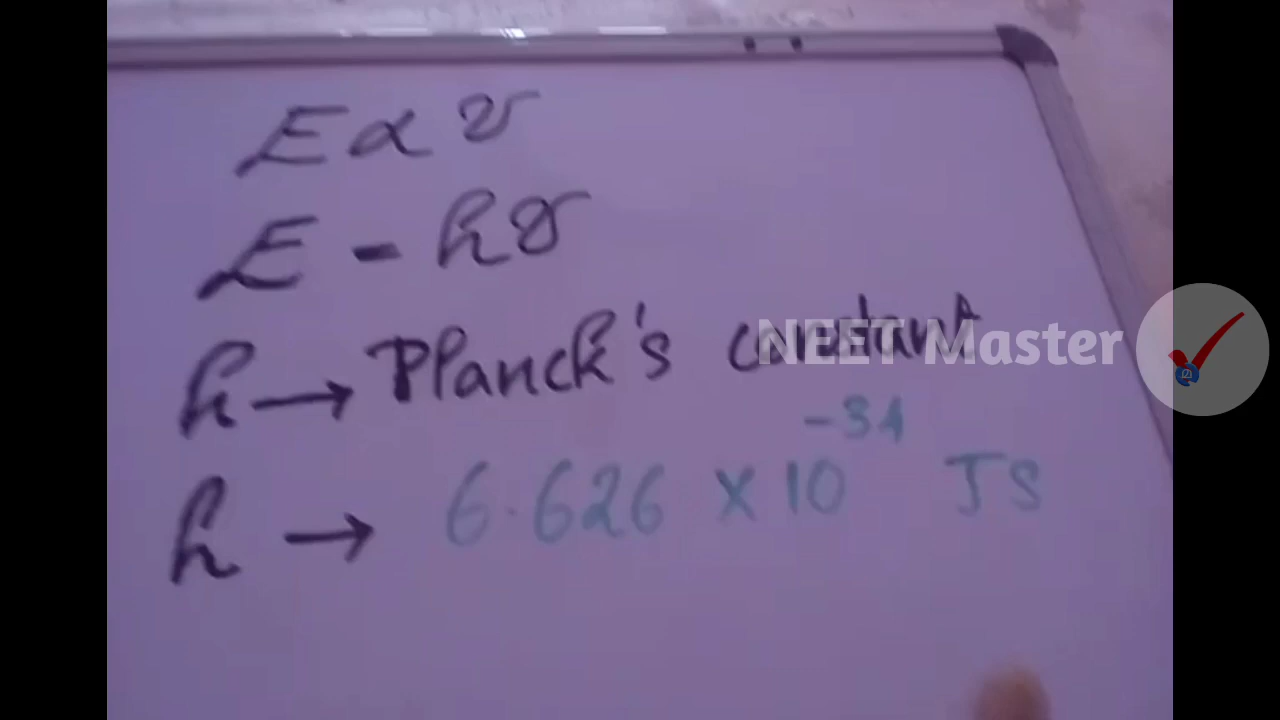 E α ν
E = hν
h → Planck's constant
NEET Master
h → 6.626 × 10⁻³⁴ JS